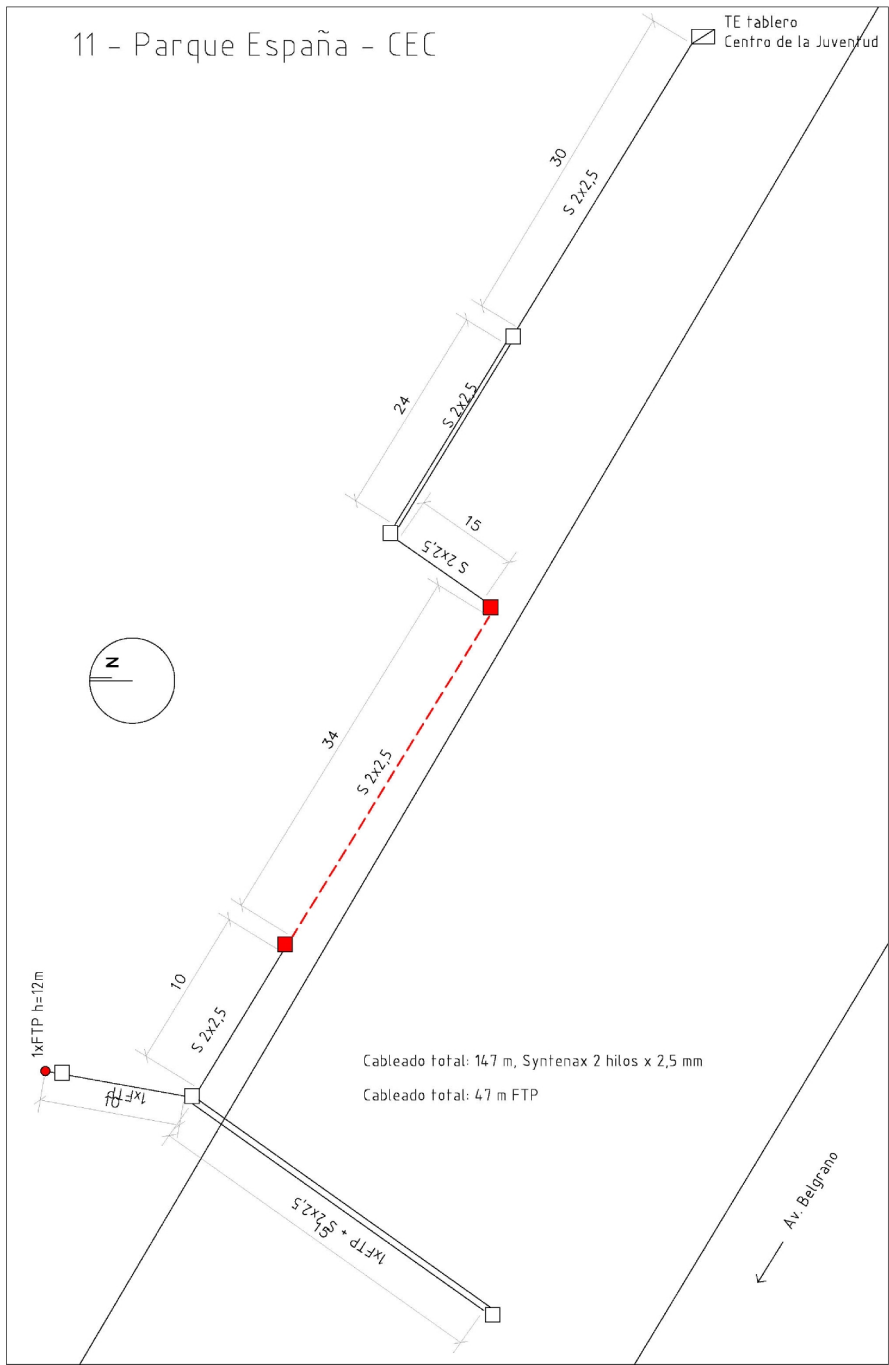 11 - Parque España - CEC
TE tablero
Centro de la Juventud
30
S 2x2,5
24
S 2x2,5
15
S 2x2,5
34
S 2x2,5
10
S 2x2,5
N
1xFTP h=12m
1xFTP
1xFTP + S 2x2,5
Cableado total: 147 m, Syntenax 2 hilos x 2,5 mm
Cableado total: 47 m FTP
Av. Belgrano